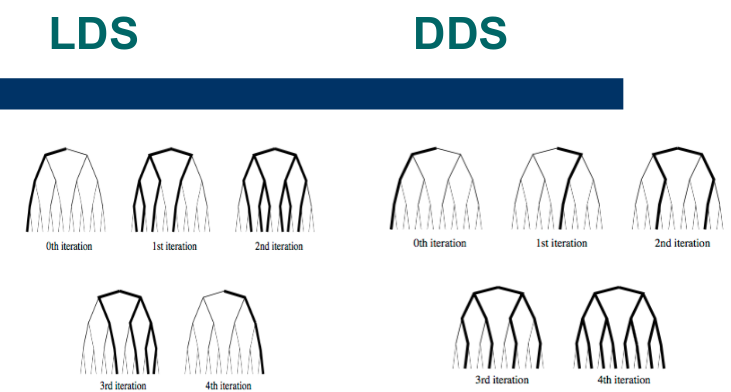 LDS
DDS
0th iteration
1st iteration
2nd iteration
0th iteration
1st iteration
2nd iteration
3rd iteration
4th iteration
3rd iteration
4th iteration